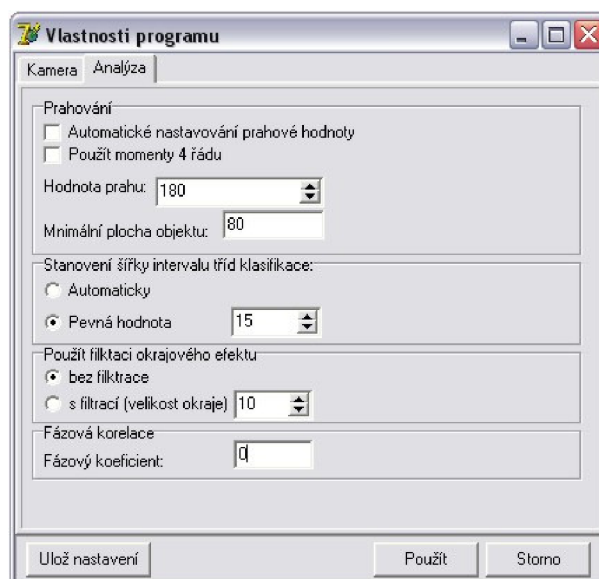 Vlastnosti programu
Kamera Analýza
Prahování
Automatické nastavování prahové hodnoty
Použít momenty 4 řádu
Hodnota prahu: 180
Mnimální plocha objektu: 80
Stanovení šířky intervalu tříd klasifikace:
Automaticky
Pevná hodnota 15
Použít filktaci okrajového efektu
bez filktrace
s filtrací (velikost okraje) 10
Fázová korelace
Fázový koeficient: 0
Ulož nastavení Použít Storno